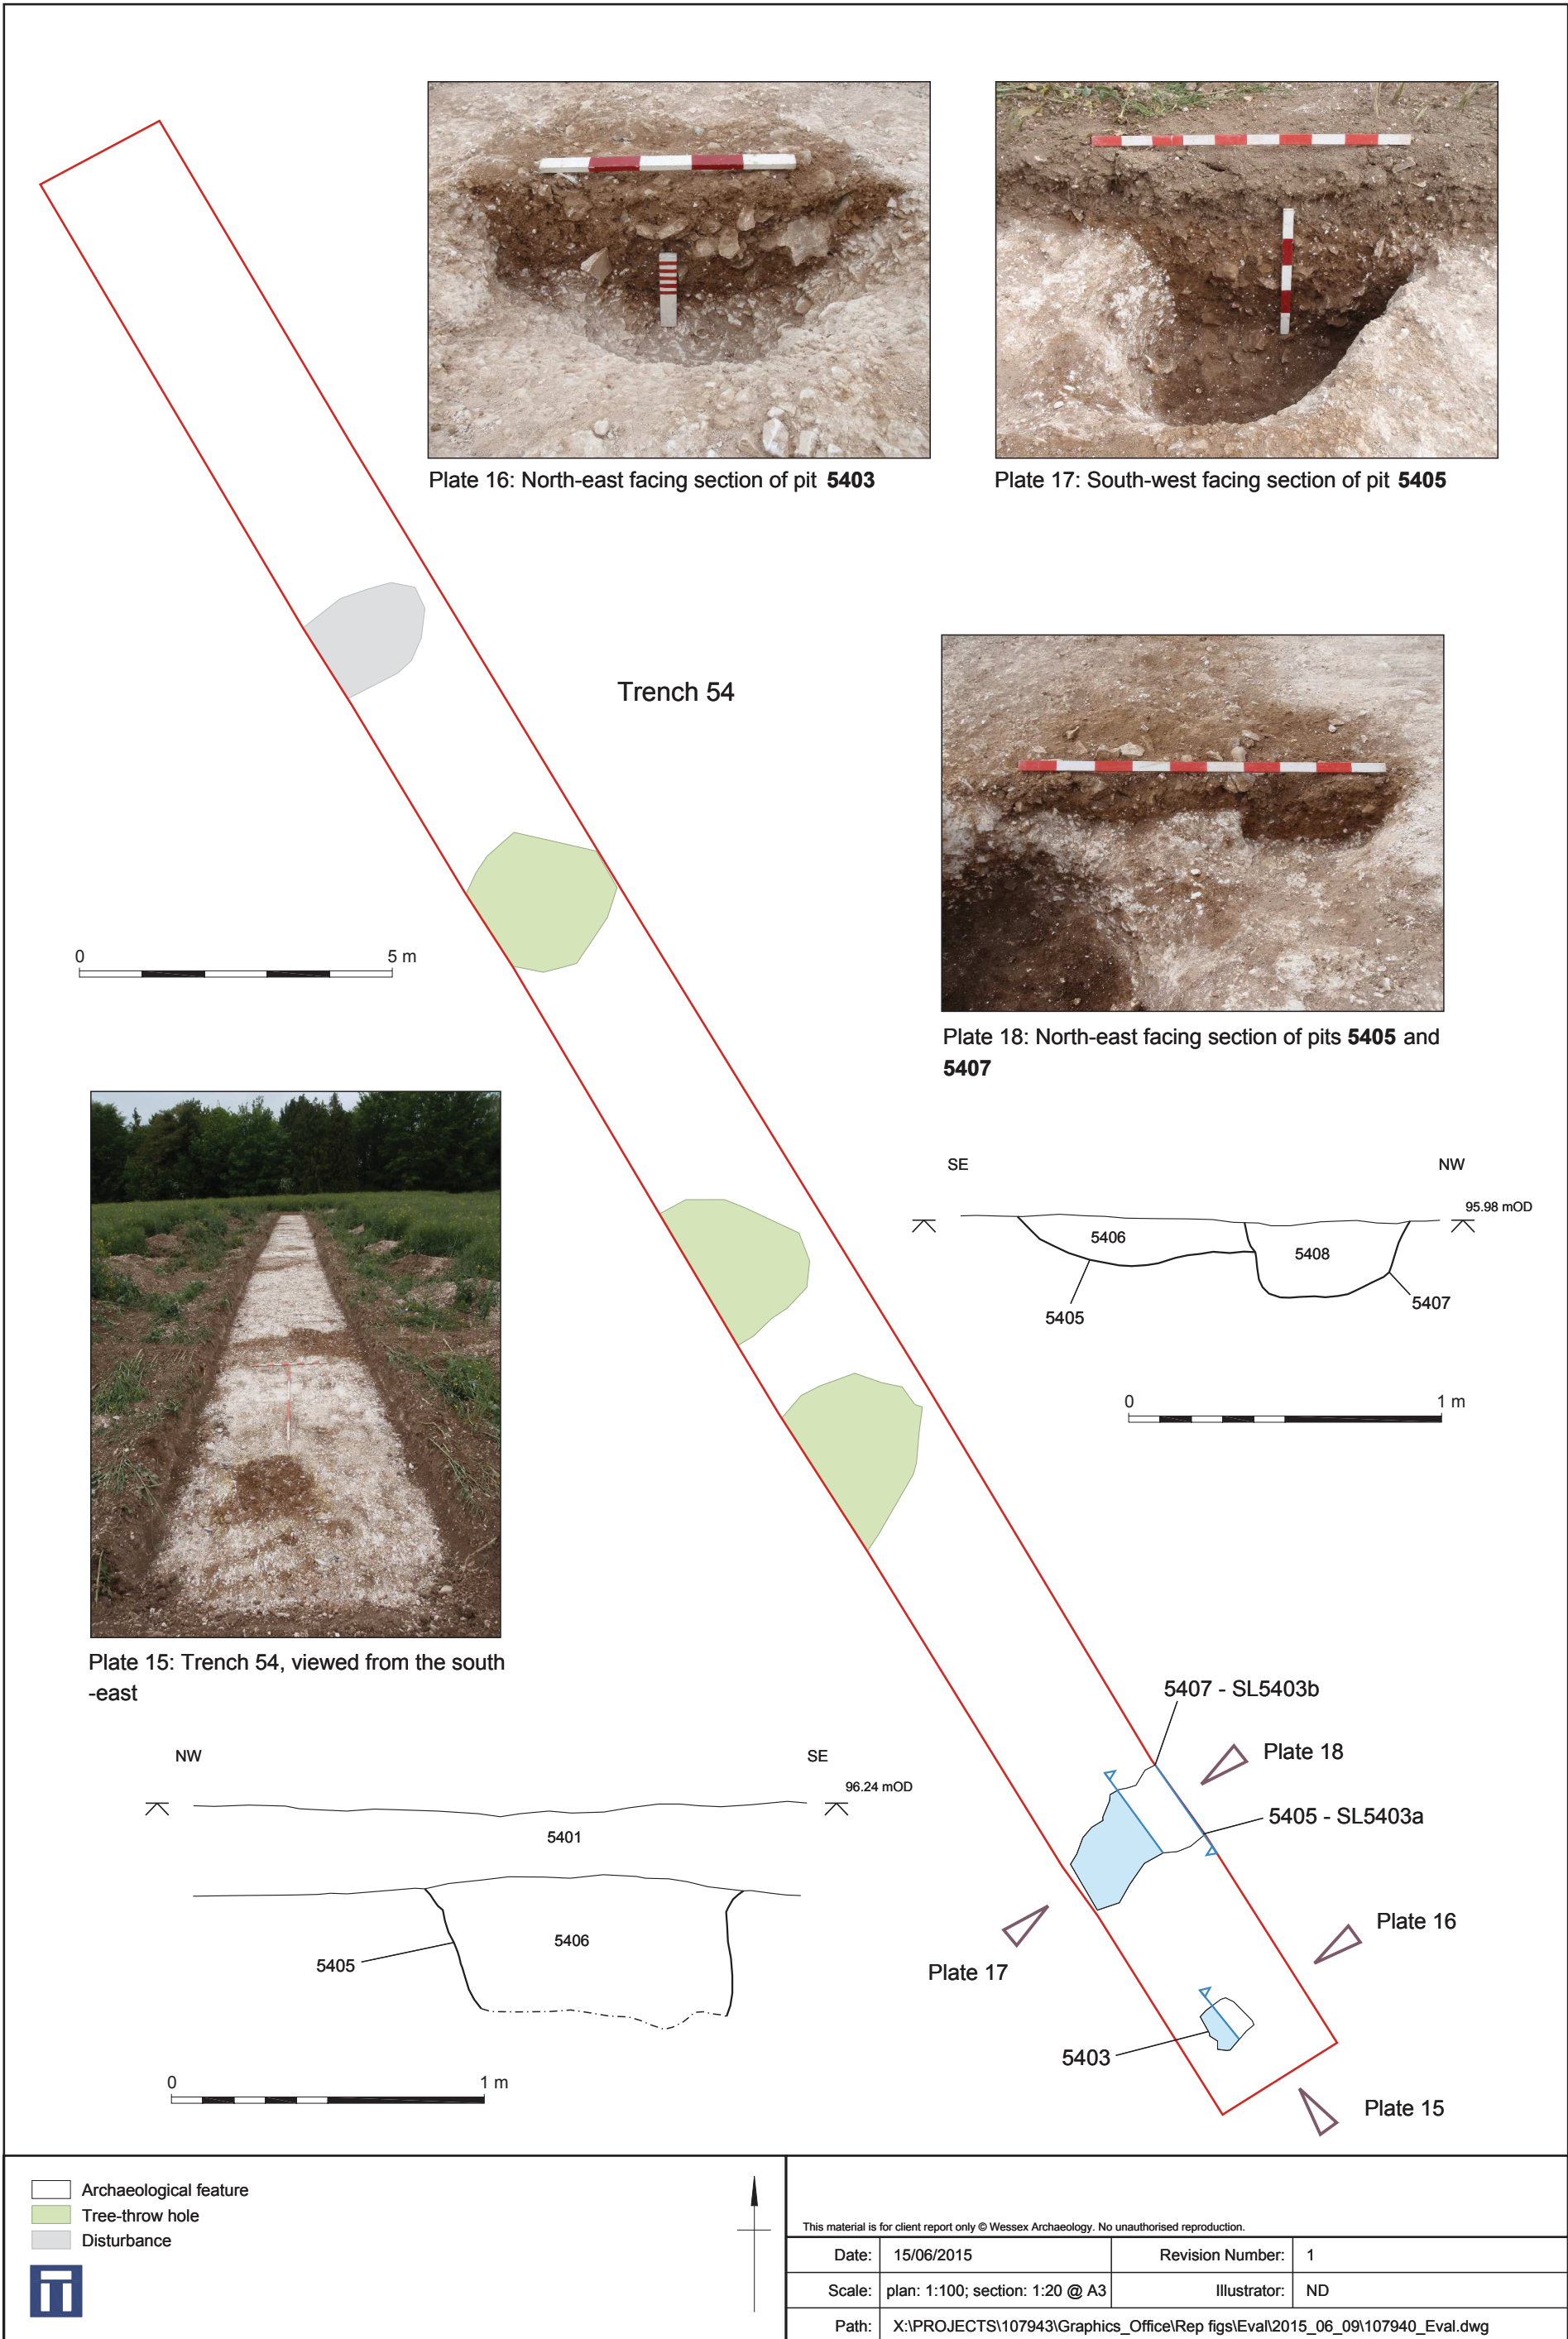 Plate 16: North-east facing section of pit 5403
Plate 17: South-west facing section of pit 5405
Trench 54
0 5 m
Plate 18: North-east facing section of pits 5405 and
5407
SE NW
95.98 mOD
5406
5408
5405
5407
0 1 m
Plate 15: Trench 54, viewed from the south
-east
NW SE
96.24 mOD
5401
5406
5405
0 1 m
5407 - SL5403b
Plate 18
5405 - SL5403a
Plate 16
Plate 17
5403
Plate 15
Archaeological feature
Tree-throw hole
Disturbance
This material is for client report only © Wessex Archaeology. No unauthorised reproduction.
Date: 15/06/2015 Revision Number: 1
Scale: plan: 1:100; section: 1:20 @ A3 Illustrator: ND
Path: X:\PROJECTS\107943\Graphics_Office\Rep figs\Eval\2015_06_09\107940_Eval.dwg